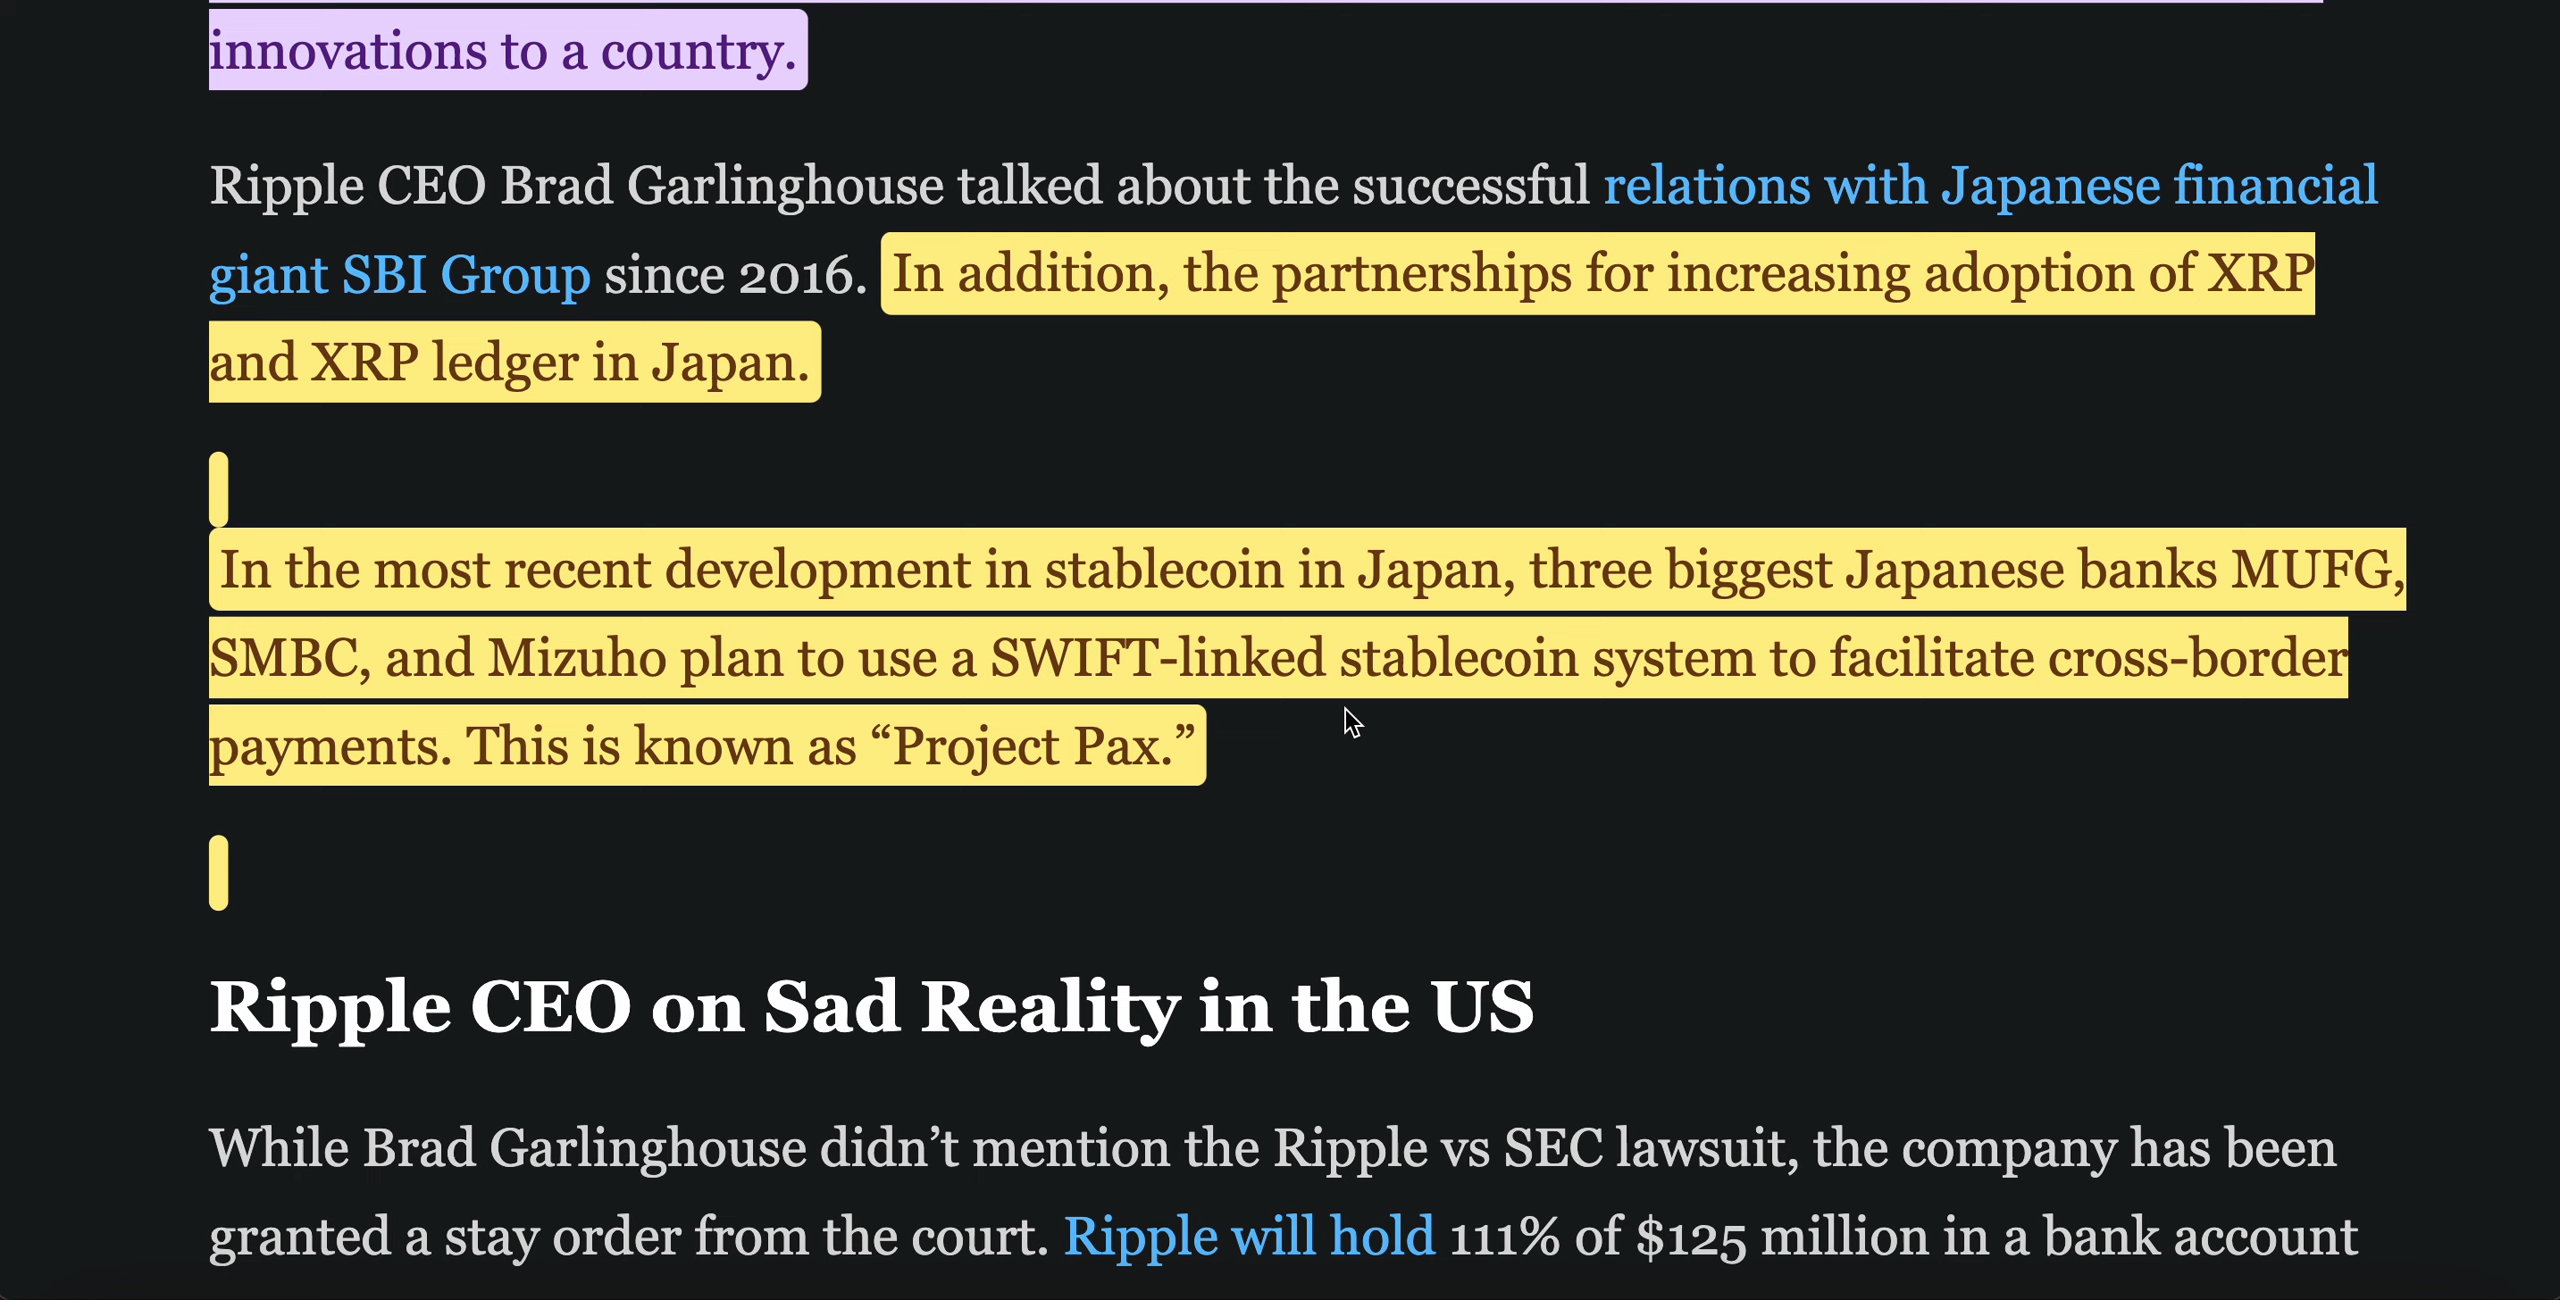 innovations to a country.
Ripple CEO Brad Garlinghouse talked about the successful relations with Japanese financial
giant SBI Group since 2016. In addition, the partnerships for increasing adoption of XRP
and XRP ledger in Japan.
In the most recent development in stablecoin in Japan, three biggest Japanese banks MUFG,
SMBC, and Mizuho plan to use a SWIFT-linked stablecoin system to facilitate cross-border
payments. This is known as “Project Pax.”
Ripple CEO on Sad Reality in the US
While Brad Garlinghouse didn’t mention the Ripple vs SEC lawsuit, the company has been
granted a stay order from the court. Ripple will hold 111% of $125 million in a bank account